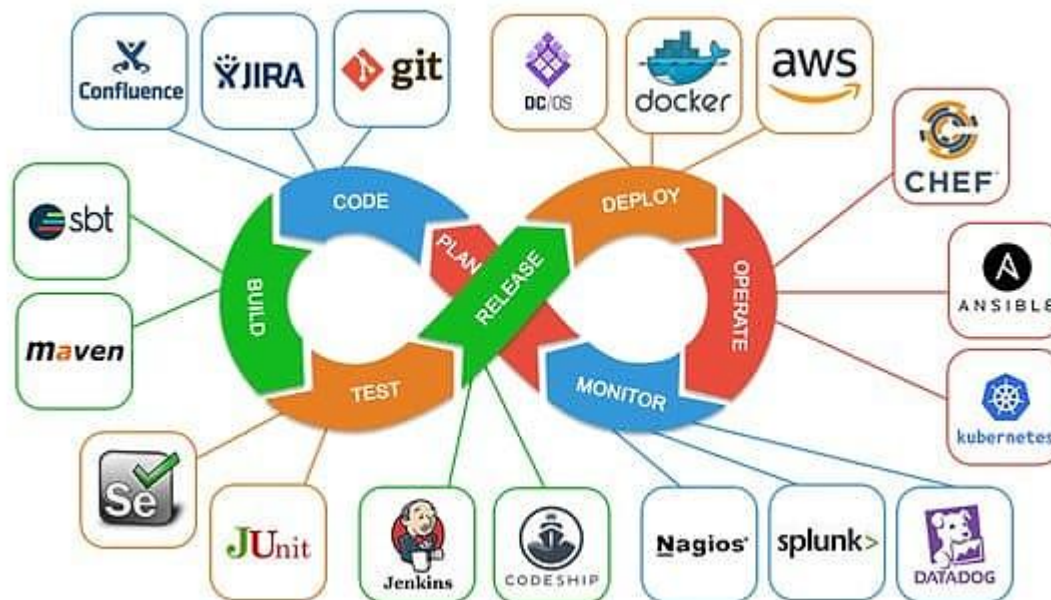 Confluence
JIRA
git
DC/OS
docker
aws
CHEF
sbt
CODE
DEPLOY
PLAN
RELEASE
BUILD
OPERATE
ANSIBLE
maven
TEST
MONITOR
kubernetes
Se
JUnit
Jenkins
CODESHIP
Nagios®
splunk>
DATADOG